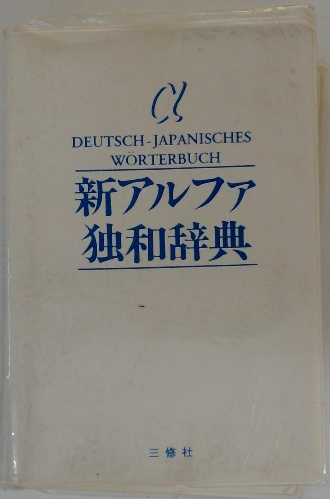 α
DEUTSCH-JAPANISCHES
WÖRTERBUCH
新アルファ
独和辞典
三修社